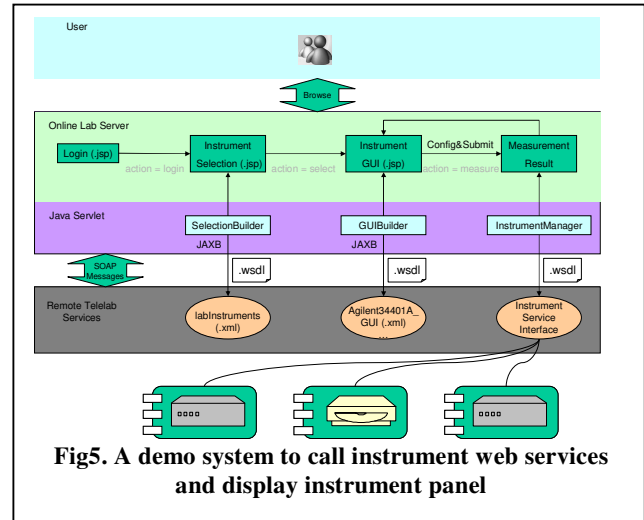 User
Browse
Online Lab Server
Login (.jsp)
action = login
Instrument
Selection (.jsp)
action = select
Instrument
GUI (.jsp)
Config&Submit
action = measure
Measurement
Result
Java Servlet
SelectionBuilder
GUIBuilder
InstrumentManager
JAXB
JAXB
SOAP
Messages
.wsdl
.wsdl
.wsdl
Remote Telelab
Services
labInstruments
(.xml)
Agilent34401A_
GUI (.xml)
...
Instrument
Service
Interface
Fig5. A demo system to call instrument web services
and display instrument panel